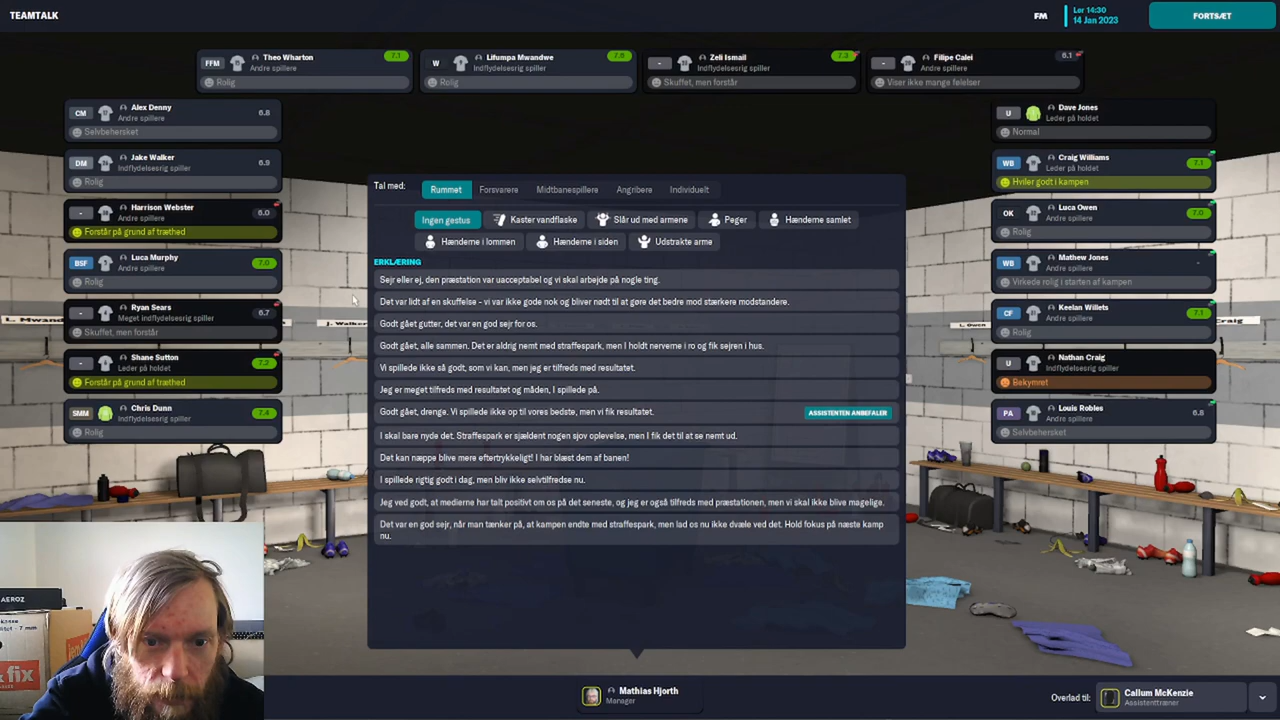 TEAMTALK
FM
Lør 14:30
14 Jan 2023
FORTSÆT
FFM
Theo Wharton
Andre spillere
7.1
Rolig
W
Lifumpa Mwandwe
Indflydelsesrig spiller
Rolig
-
Zeli Ismail
Indflydelsesrig spiller
7.3
Skuffet, men forstår
-
Filipe Calei
Andre spillere
6.1
Viser ikke mange følelser
CM
Alex Denny
Andre spillere
6.8
Selvbehersket
DM
Jake Walker
Indflydelsesrig spiller
6.9
Rolig
-
Harrison Webster
Andre spillere
6.0
Forstår på grund af træthed
BSF
Luca Murphy
Andre spillere
7.0
Rolig
-
Ryan Sears
Meget indflydelsesrig spiller
6.7
Skuffet, men forstår
-
Shane Sutton
Leder på holdet
Forstår på grund af træthed
SMM
Chris Dunn
Indflydelsesrig spiller
7.4
Rolig
U
Dave Jones
Leder på holdet
Normal
WB
Craig Williams
Leder på holdet
7.1
Hviler godt i kampen
OK
Luca Owen
Andre spillere
7.0
Rolig
WB
Mathew Jones
Andre spillere
-
Virkede rolig i starten af kampen
CF
Keelan Willets
Andre spillere
7.1
Rolig
U
Nathan Craig
Indflydelsesrig spiller
Bekymret
PA
Louis Robles
Andre spillere
6.8
Selvbehersket
L. Mwandw
J. Walker
L. Owen
Craig
Tal med:
Rummet
Forsvarere
Midtbanespillere
Angribere
Individuelt
Ingen gestus
Kaster vandflaske
Slår ud med armene
Peger
Hænderne samlet
Hænderne i lommen
Hænderne i siden
Udstrakte arme
ERKLÆRING
Sejr eller ej, den præstation var uacceptabel og vi skal arbejde på nogle ting.
Det var lidt af en skuffelse - vi var ikke gode nok og bliver nødt til at gøre det bedre mod stærkere modstandere.
Godt gået gutter, det var en god sejr for os.
Godt gået, alle sammen. Det er aldrig nemt med straffespark, men I holdt nerverne i ro og fik sejren i hus.
Vi spillede ikke så godt, som vi kan, men jeg er tilfreds med resultatet.
Jeg er meget tilfreds med resultatet og måden, I spillede på.
Godt gået, drenge. Vi spillede ikke op til vores bedste, men vi fik resultatet.
ASSISTENTEN ANBEFALER
I skal bare nyde det. Straffespark er sjældent nogen sjov oplevelse, men I fik det til at se nemt ud.
Det kan næppe blive mere eftertrykkeligt! I har blæst dem af banen!
I spillede rigtig godt i dag, men bliv ikke selvtilfredse nu.
Jeg ved godt, at medierne har talt positivt om os på det seneste, og jeg er også tilfreds med præstationen, men vi skal ikke blive magelige.
Det var en god sejr, når man tænker på, at kampen endte med straffespark, men lad os nu ikke dvæle ved det. Hold fokus på næste kamp
nu.
AEROZ
Mathias Hjorth
Manager
Overlad til:
Callum McKenzie
Assistenttræner